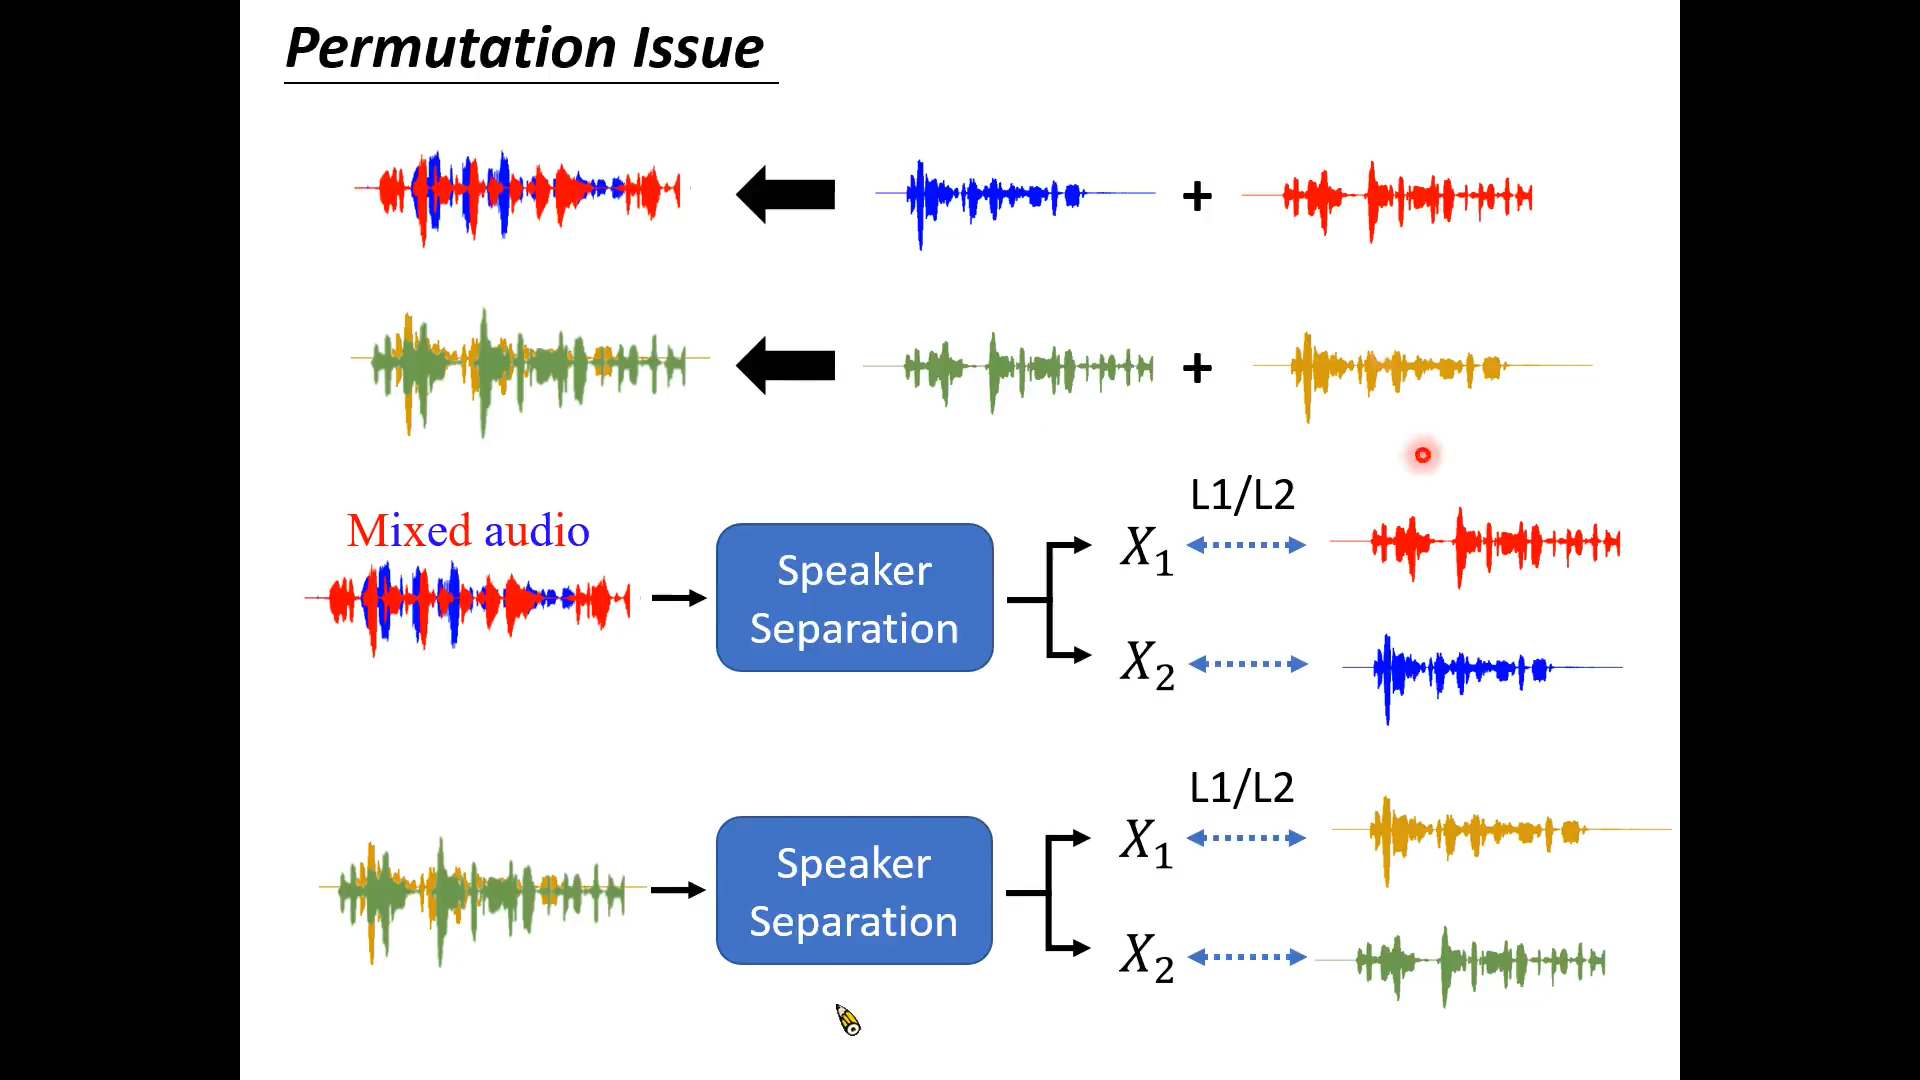 Permutation Issue
+
+
Mixed audio
Speaker
Separation
L1/L2
X₁
X₂
Speaker
Separation
L1/L2
X₁
X₂